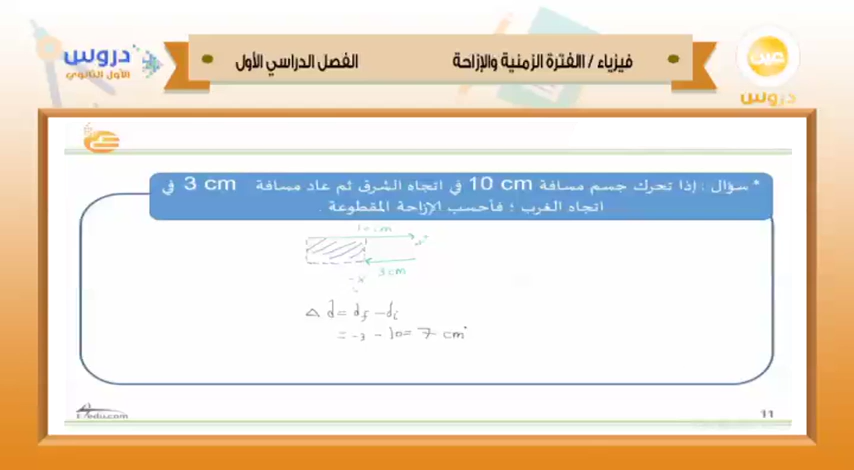 دروس
الأول الثانوي
الفصل الدراسي الأول
فيزياء / الفترة الزمنية والإزاحة
عين
دروس
* سؤال : إذا تحرك جسم مسافة 10 cm في اتجاه الشرق ثم عاد مسافة 3 cm في
اتجاه الغرب ؛ فأحسب الإزاحة المقطوعة .
10 cm
3 cm
-x
Δ d = df - di
= -3 - 10 = 7 cm
11